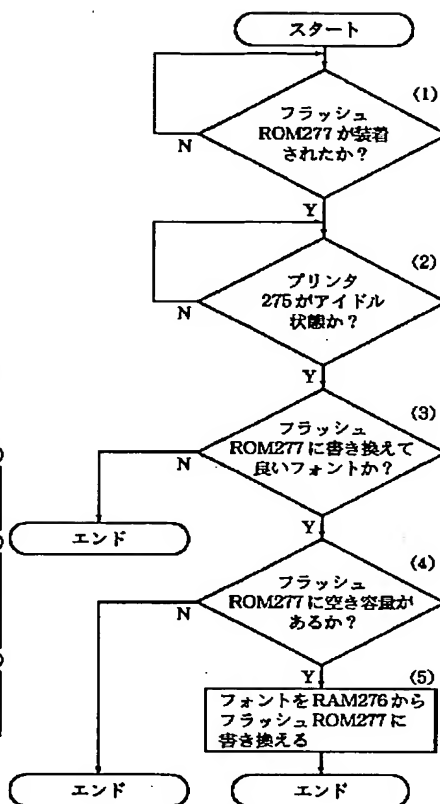 スタート
(1)
フラッシュ
ROM277が装着
されたか？
N
Y
(2)
プリンタ
275がアイドル
状態か？
N
Y
(3)
フラッシュ
ROM277に書き換えて
良いフォントか？
N
エンド
Y
(4)
フラッシュ
ROM277に空き容量が
あるか？
N
Y
(5)
フォントをRAM276から
フラッシュROM277に
書き換える
エンド
エンド